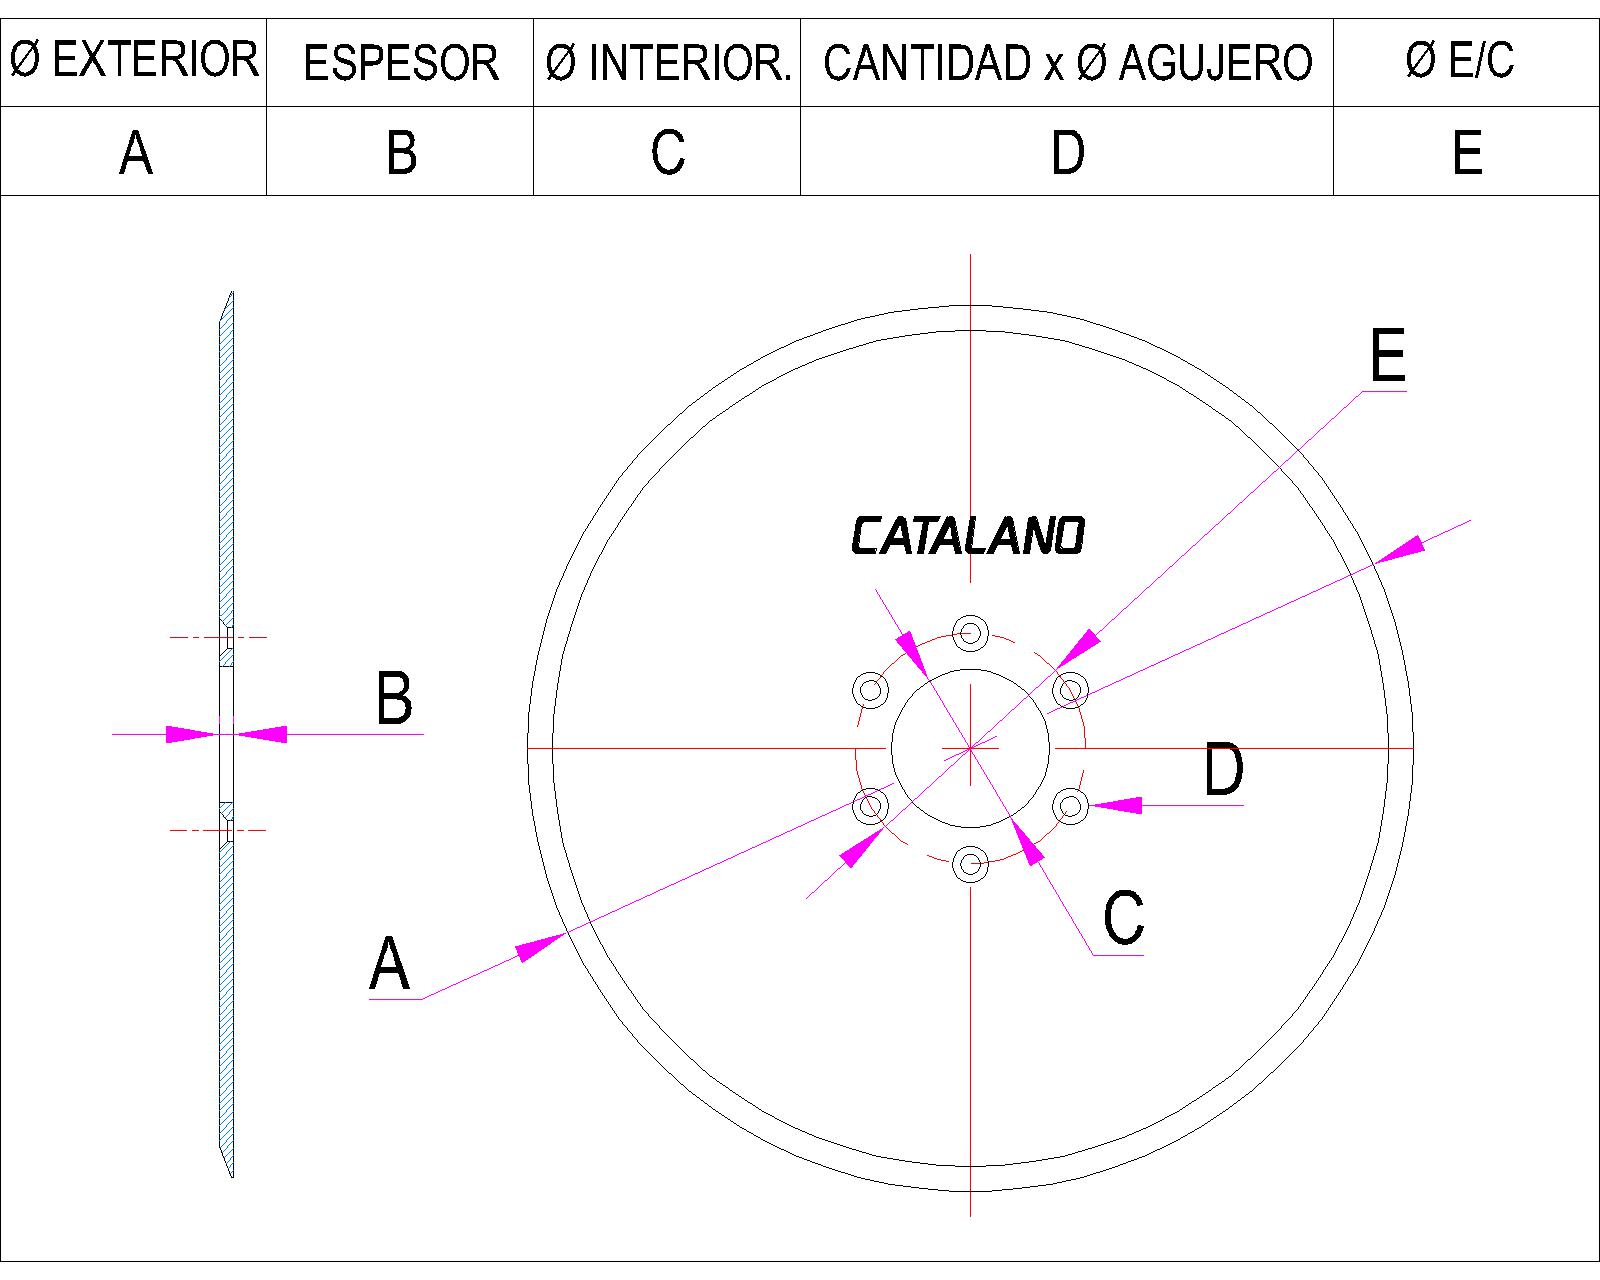 Ø EXTERIOR ESPESOR Ø INTERIOR. CANTIDAD x Ø AGUJERO Ø E/C
A B C D E
E
CATALANO
B
D
C
A